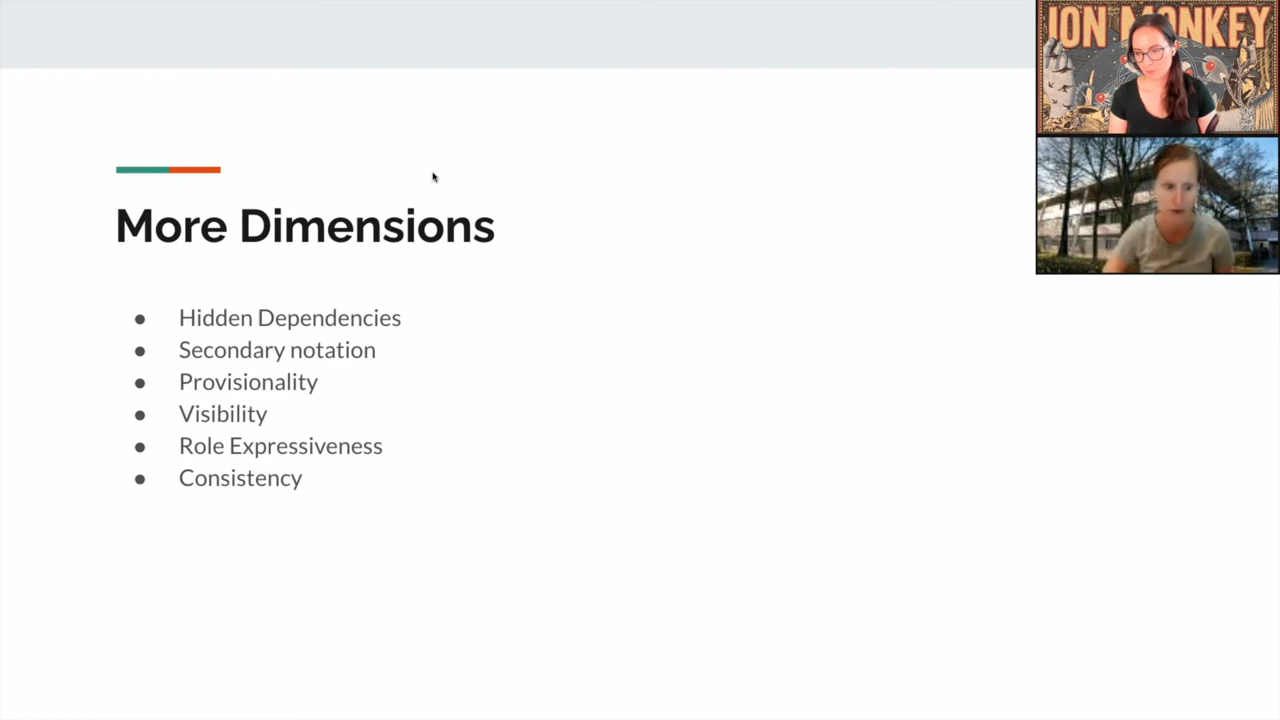 ION MONKEY
More Dimensions
● Hidden Dependencies
● Secondary notation
● Provisionality
● Visibility
● Role Expressiveness
● Consistency